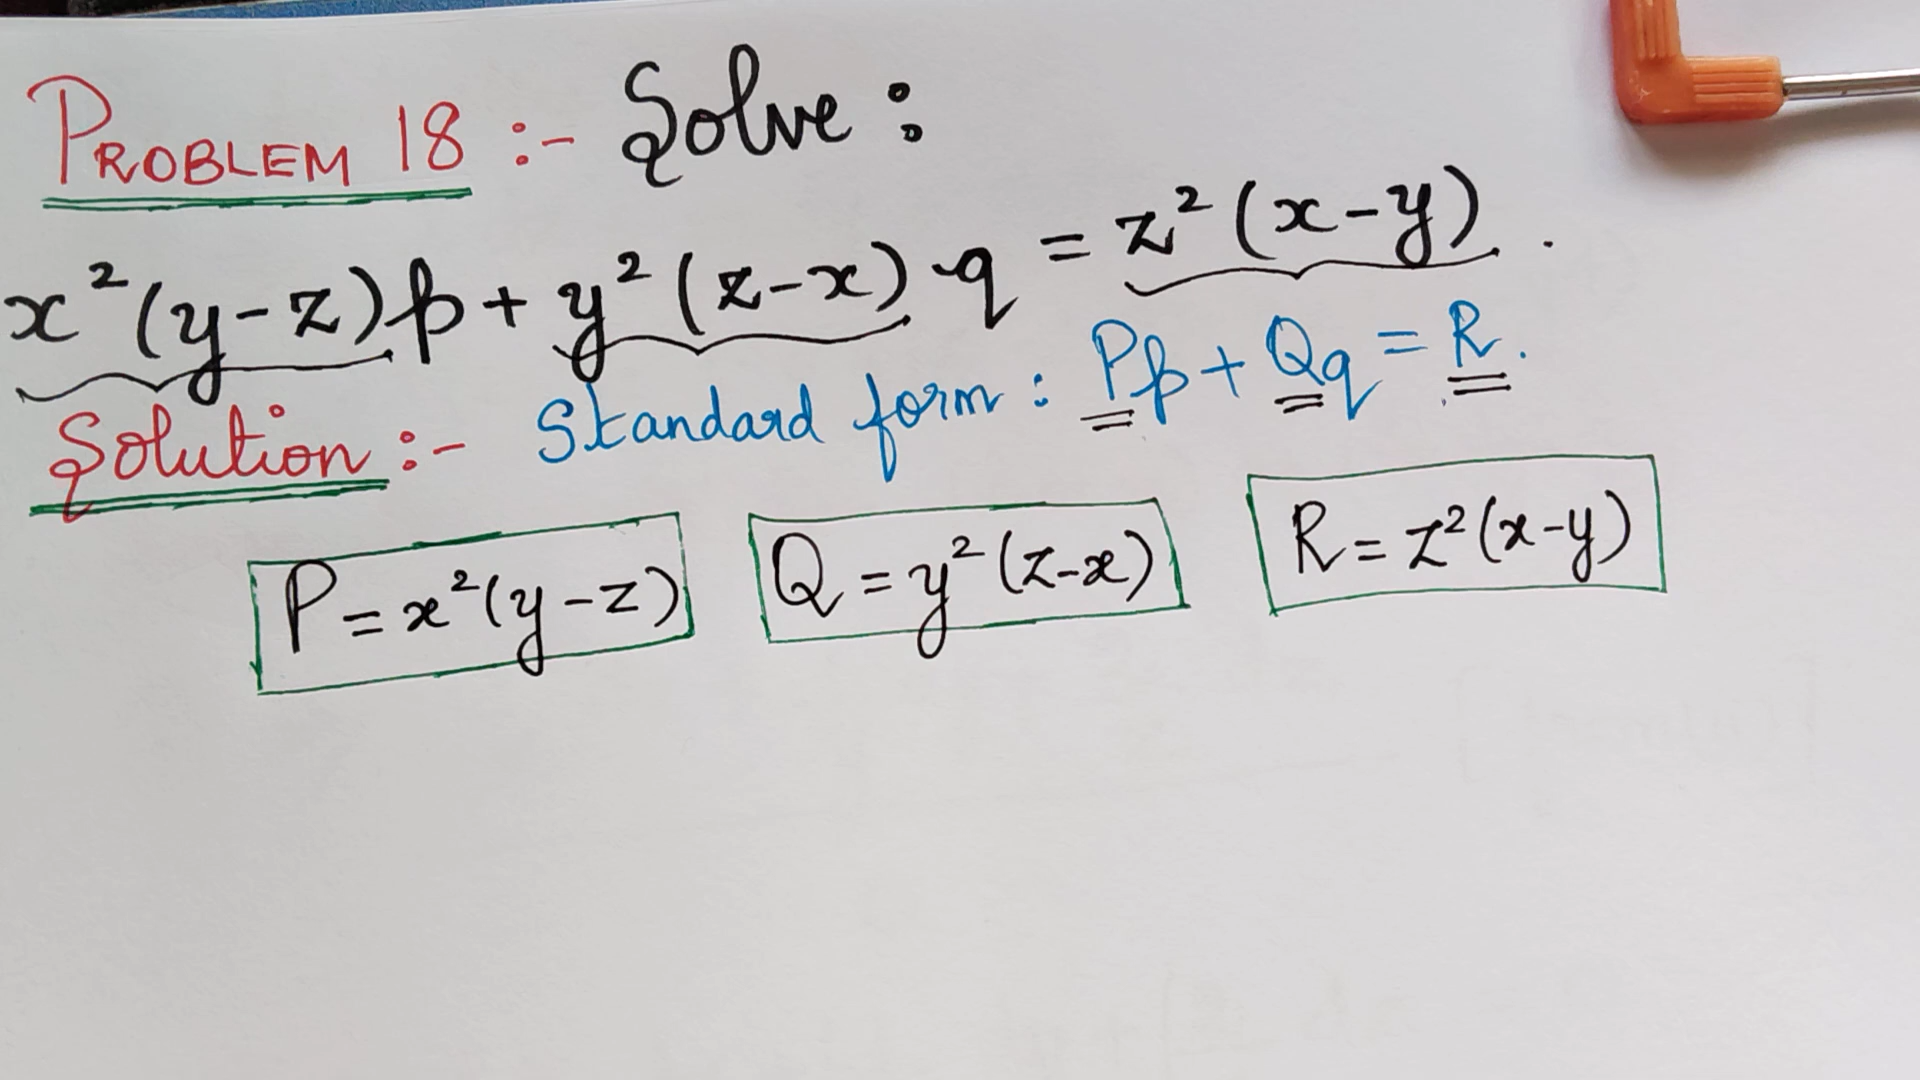 PROBLEM 18 :- Solve :
x²(y-z)p + y²(z-x) q = z²(x-y).
Solution :- Standard form : Pp + Qq = R.
P = x²(y-z) Q = y²(z-x) R = z²(x-y)